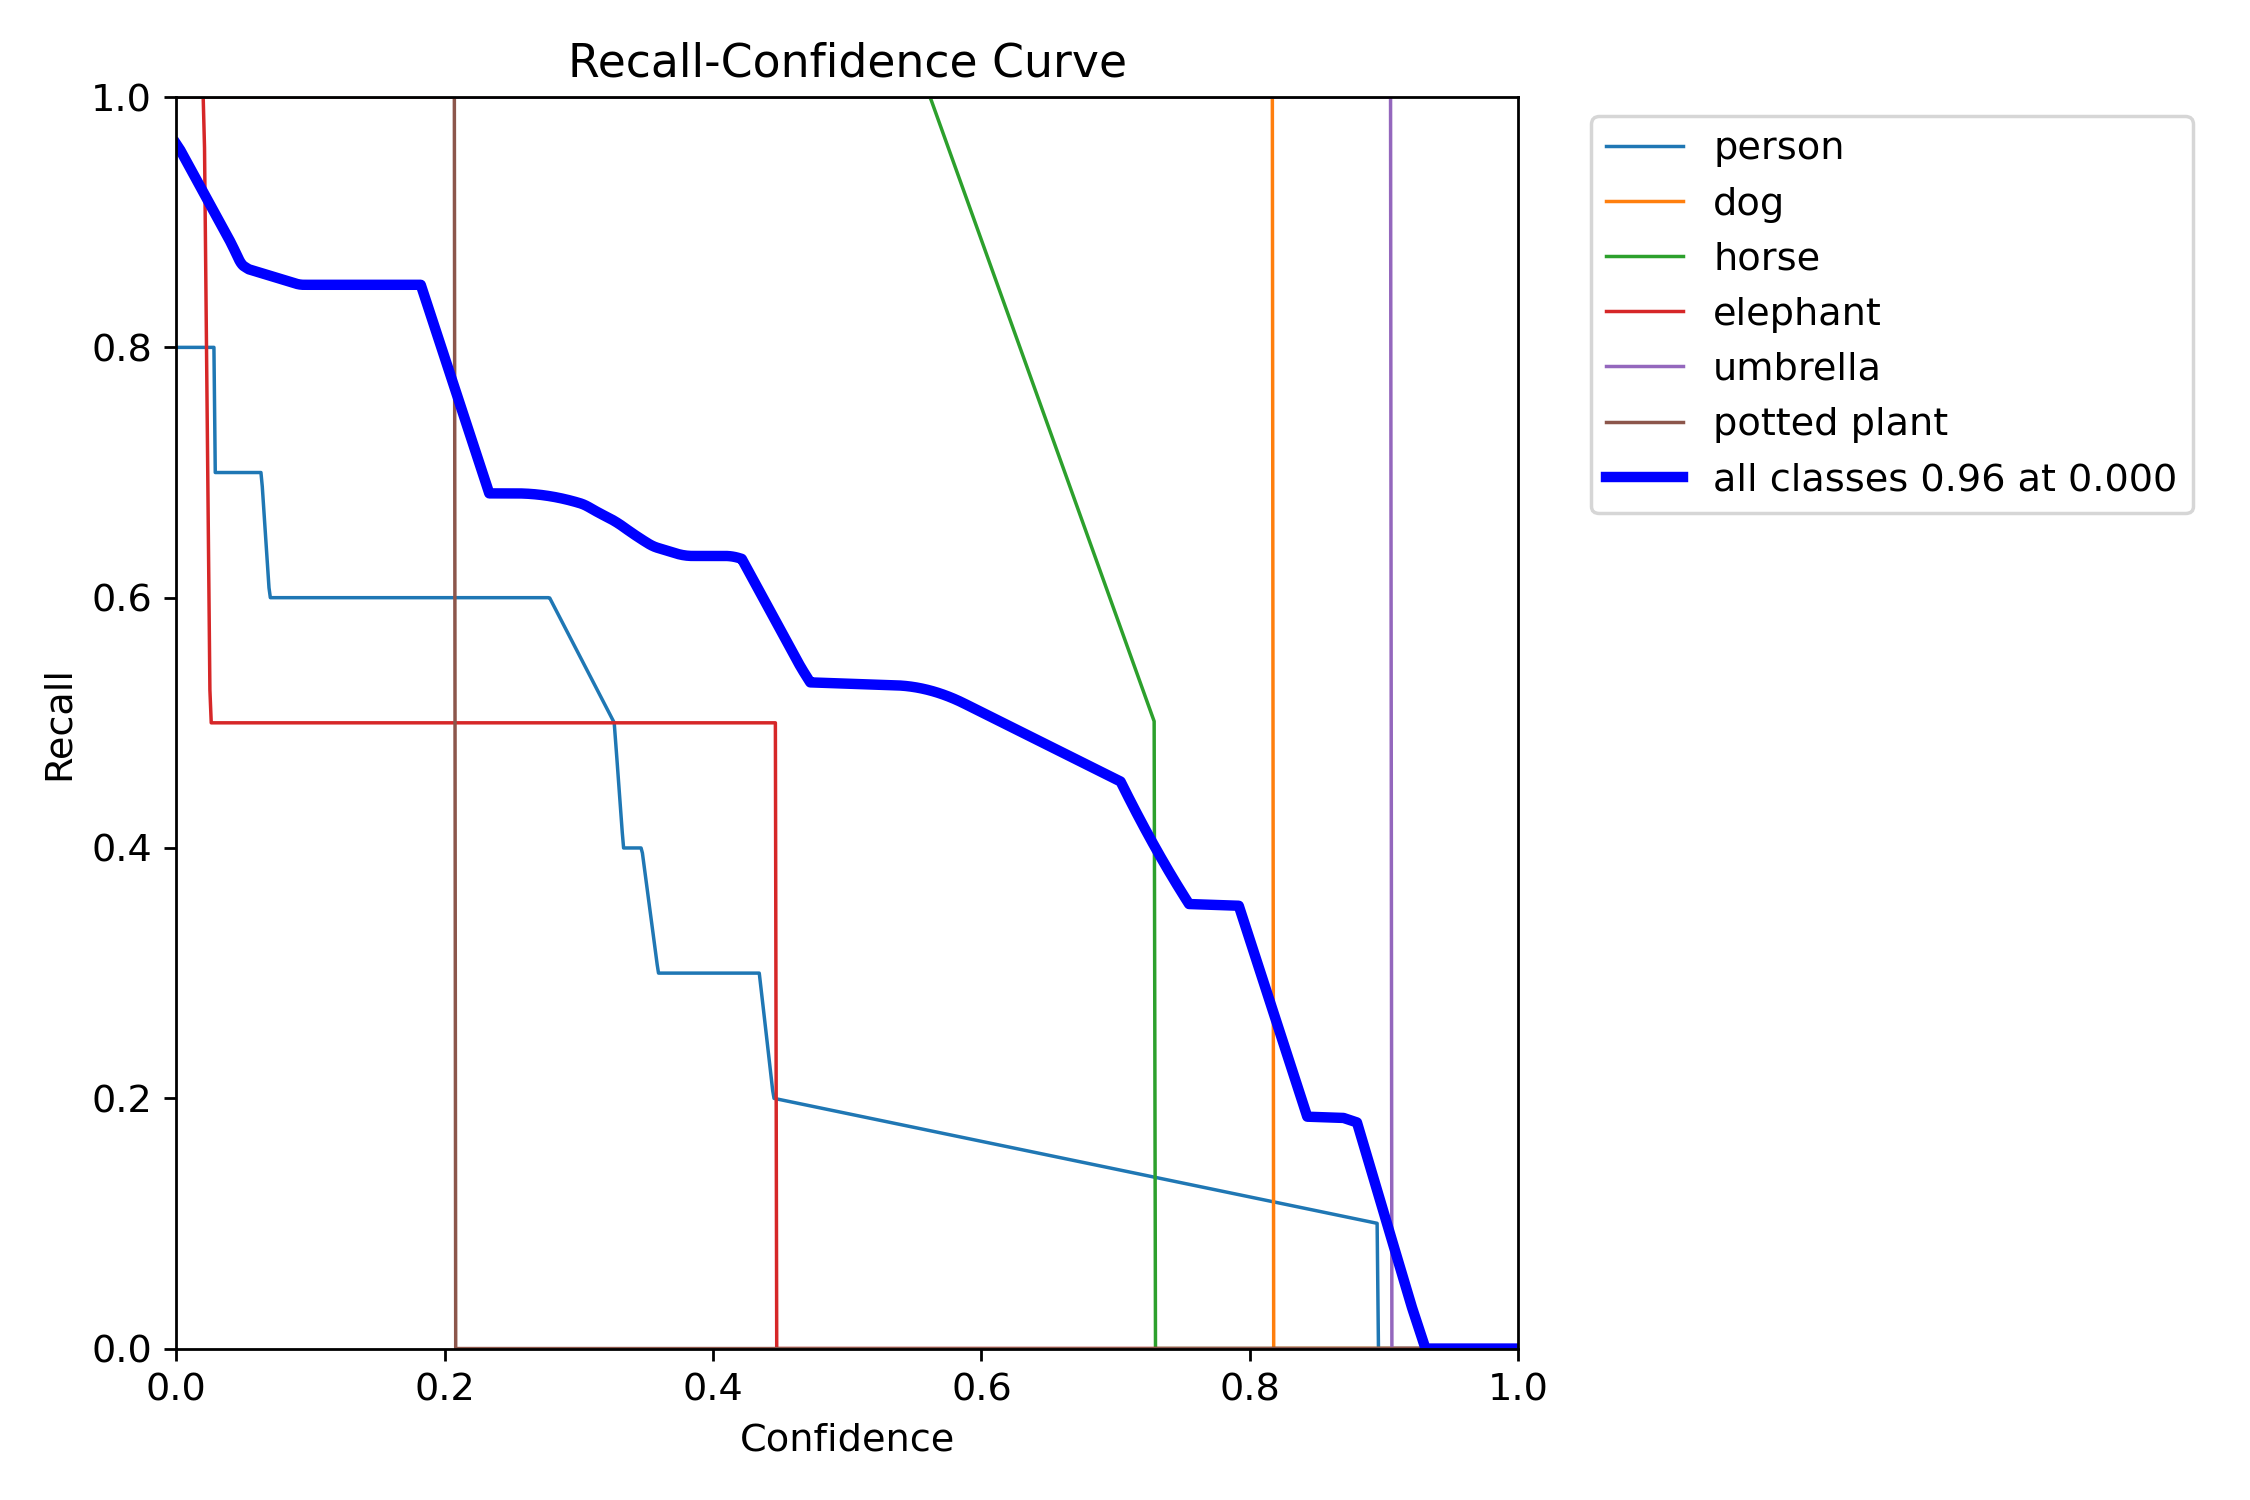 Recall-Confidence Curve
1.0
0.8
0.6
0.4
0.2
0.0
Recall
0.0 0.2 0.4 0.6 0.8 1.0
Confidence
person
dog
horse
elephant
umbrella
potted plant
all classes 0.96 at 0.000